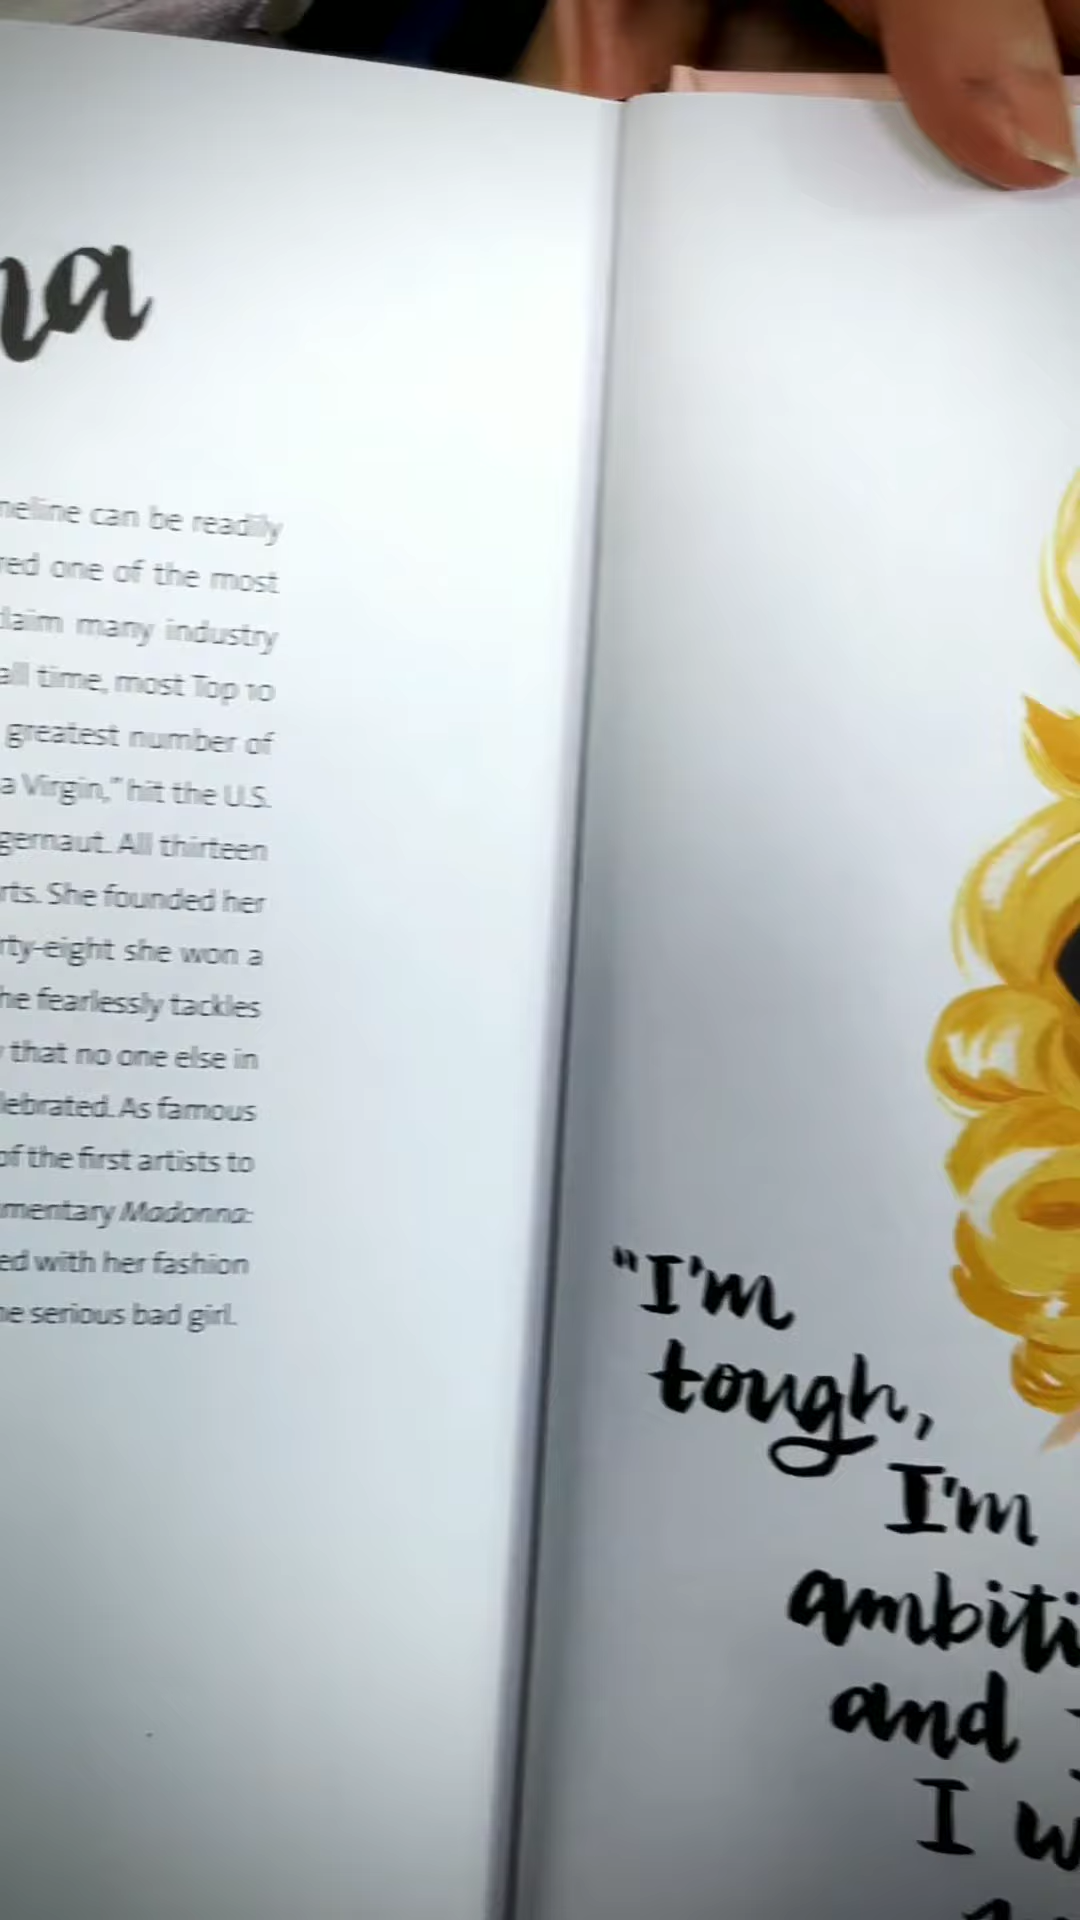 na
neline can be readily
red one of the most
laim many industry
all time, most Top 10
greatest number of
a Virgin,” hit the U.S.
gernaut. All thirteen
rts. She founded her
rty-eight she won a
he fearlessly tackles
that no one else in
lebrated. As famous
of the first artists to
mentary Madonna:
ed with her fashion
ne serious bad girl.
"I'm
tough,
I'm
ambiti
and
I w